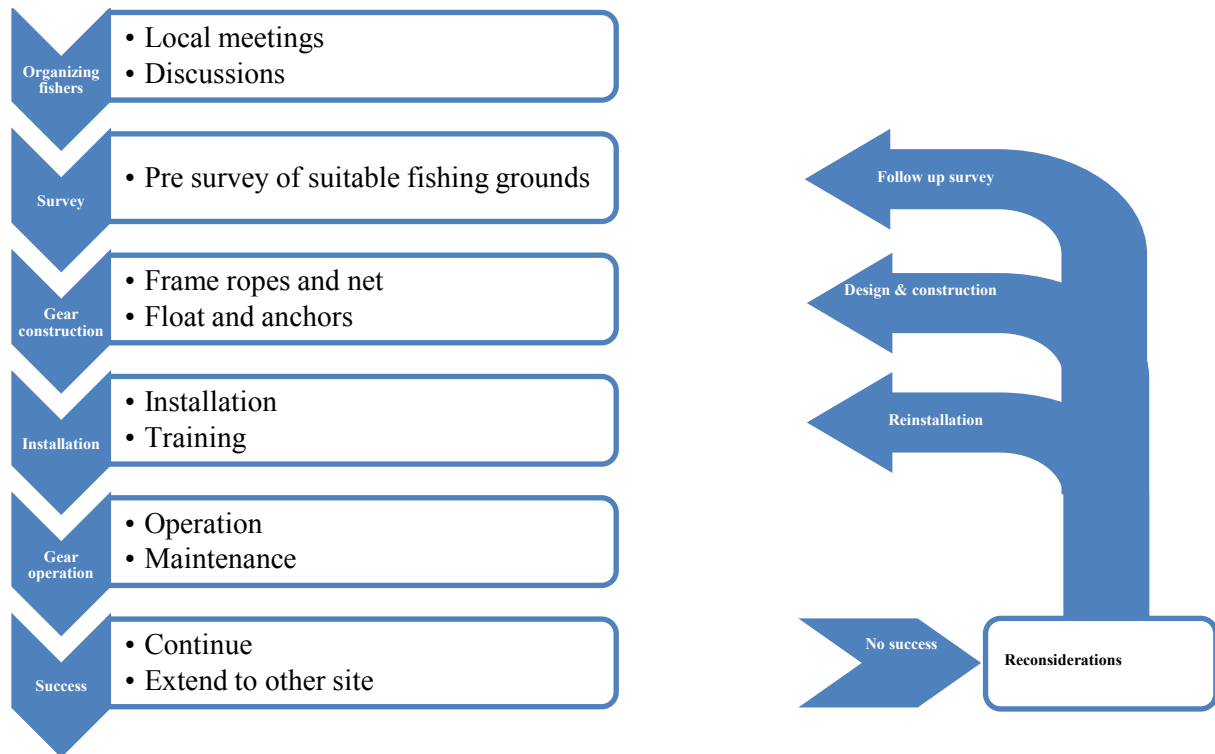 Organizing
fishers
• Local meetings
• Discussions
Survey
• Pre survey of suitable fishing grounds
Follow up survey
Gear
construction
• Frame ropes and net
• Float and anchors
Design & construction
Installation
• Installation
• Training
Reinstallation
Gear
operation
• Operation
• Maintenance
Success
• Continue
• Extend to other site
No success
Reconsiderations